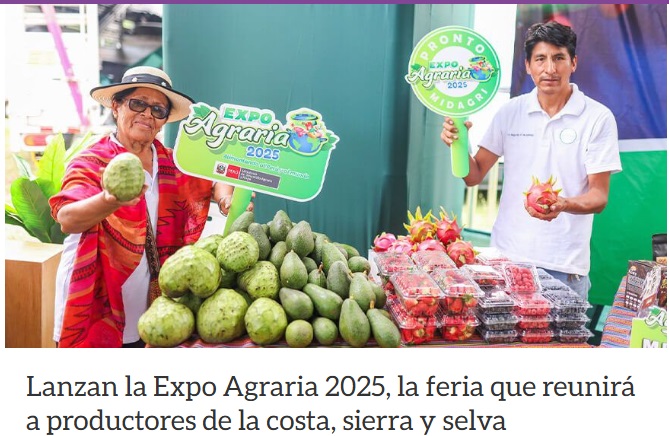 PRONTO
EXPO
Agraria
2025
MIDAGRI
EXPO
Agraria
2025
PERÚ
Lanzan la Expo Agraria 2025, la feria que reunirá
a productores de la costa, sierra y selva